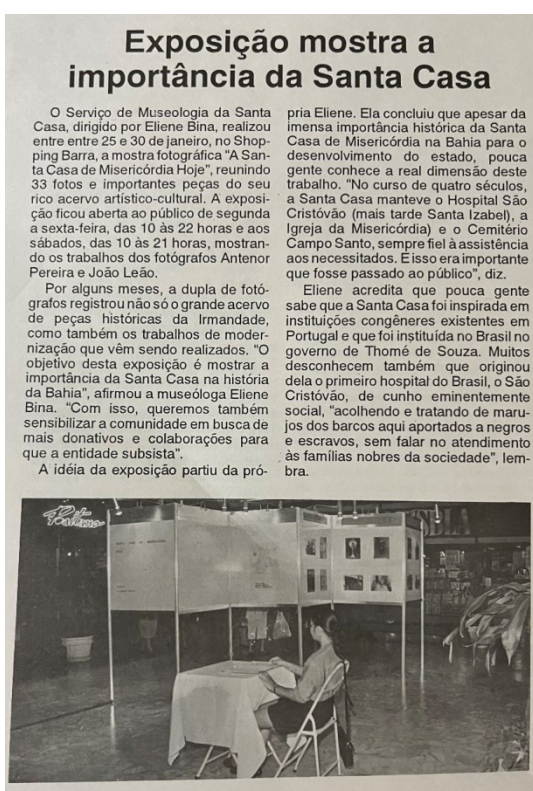 Exposição mostra a
importância da Santa Casa
O Serviço de Museologia da Santa
Casa, dirigido por Eliene Bina, realizou
entre entre 25 e 30 de janeiro, no Shop-
ping Barra, a mostra fotográfica "A San-
ta Casa de Misericórdia Hoje", reunindo
33 fotos e importantes peças do seu
rico acervo artístico-cultural. A exposi-
ção ficou aberta ao público de segunda
a sexta-feira, das 10 às 22 horas e aos
sábados, das 10 às 21 horas, mostran-
do os trabalhos dos fotógrafos Antenor
Pereira e João Leão.
Por alguns meses, a dupla de fotó-
grafos registrou não só o grande acervo
de peças históricas da Irmandade,
como também os trabalhos de moder-
nização que vêm sendo realizados. "O
objetivo desta exposição é mostrar a
importância da Santa Casa na história
da Bahia", afirmou a museóloga Eliene
Bina. "Com isso, queremos também
sensibilizar a comunidade em busca de
mais donativos e colaborações para
que a entidade subsista".
A idéia da exposição partiu da pró-
pria Eliene. Ela concluiu que apesar da
imensa importância histórica da Santa
Casa de Misericórdia na Bahia para o
desenvolvimento do estado, pouca
gente conhece a real dimensão deste
trabalho. "No curso de quatro séculos,
a Santa Casa manteve o Hospital São
Cristóvão (mais tarde Santa Izabel), a
Igreja da Misericórdia) e o Cemitério
Campo Santo, sempre fiel à assistência
aos necessitados. E isso era importante
que fosse passado ao público", diz.
Eliene acredita que pouca gente
sabe que a Santa Casa foi inspirada em
instituições congêneres existentes em
Portugal e que foi instituída no Brasil no
governo de Thomé de Souza. Muitos
desconhecem também que originou
dela o primeiro hospital do Brasil, o São
Cristóvão, de cunho eminentemente
social, "acolhendo e tratando de maru-
jos dos barcos aqui aportados a negros
e escravos, sem falar no atendimento
às famílias nobres da sociedade", lem-
bra.